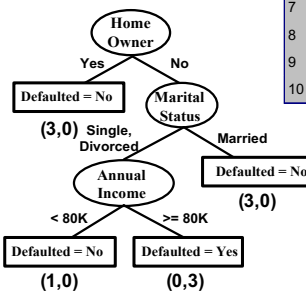 Home
Owner
Yes
No
Defaulted = No
(3,0)
Marital
Status
Single,
Divorced
Married
Annual
Income
Defaulted = No
(3,0)
< 80K
>= 80K
Defaulted = No
Defaulted = Yes
(1,0)
(0,3)
7
8
9
10